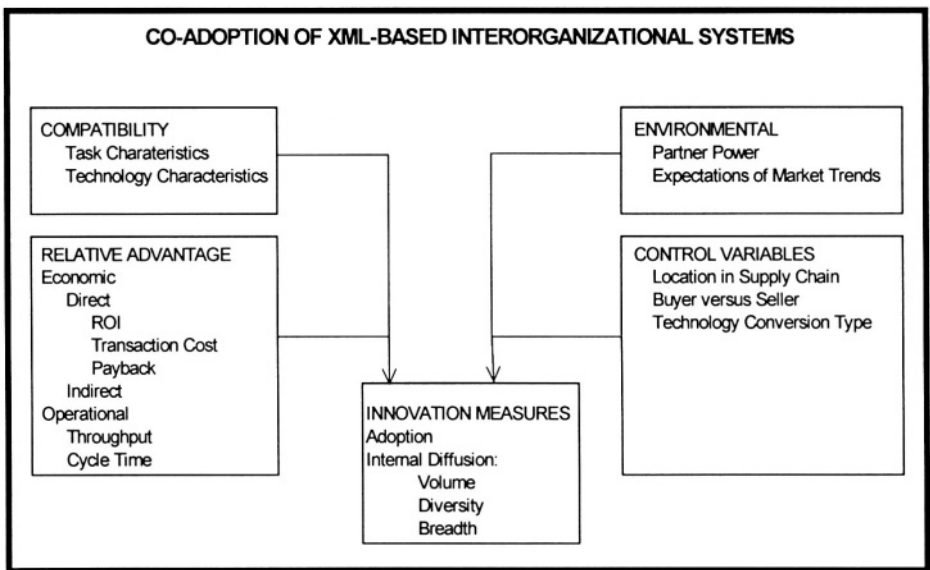 CO-ADOPTION OF XML-BASED INTERORGANIZATIONAL SYSTEMS
COMPATIBILITY
Task Charateristics
Technology Characteristics
RELATIVE ADVANTAGE
Economic
Direct
ROI
Transaction Cost
Payback
Indirect
Operational
Throughput
Cycle Time
ENVIRONMENTAL
Partner Power
Expectations of Market Trends
CONTROL VARIABLES
Location in Supply Chain
Buyer versus Seller
Technology Conversion Type
INNOVATION MEASURES
Adoption
Internal Diffusion:
Volume
Diversity
Breadth